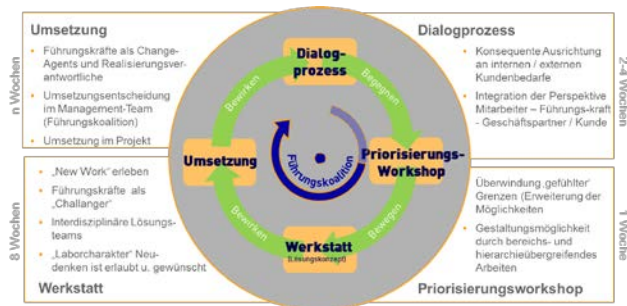 Umsetzung
• Führungskräfte als Change-
Agents und Realisierungsver-
antwortliche
• Umsetzungsentscheidung
im Management-Team
(Führungskoalition)
• Umsetzung im Projekt
n Wochen
Dialogprozess
• Konsequente Ausrichtung
an internen / externen
Kundenbedarfe
• Integration der Perspektive
Mitarbeiter – Führungs-kraft
- Geschäftspartner / Kunde
2-4 Wochen
Dialog-
prozess
Begegnen
Priorisierungs-
Workshop
Bewegen
Werkstatt
(Lösungskonzept)
Bewirken
Umsetzung
Bewirken
Führungskoalition
• „New Work" erleben
• Führungskräfte als
„Challanger"
• Interdisziplinäre Lösungs-
teams
• „Laborcharakter" Neu-
denken ist erlaubt u. gewünscht
Werkstatt
8 Wochen
Überwindung ‚gefühlter'
Grenzen (Erweiterung der
Möglichkeiten
• Gestaltungsmöglichkeit
durch bereichs- und
hierarchieübergreifendes
Arbeiten
Priorisierungsworkshop
1 Woche